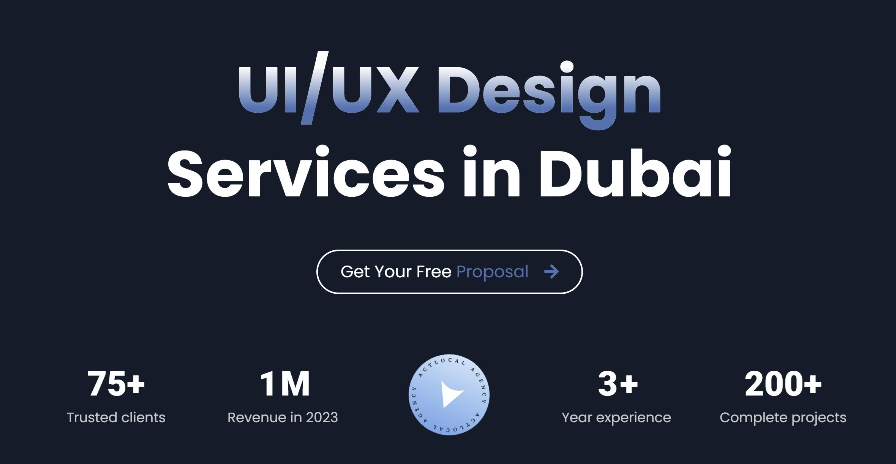 UI/UX Design
Services in Dubai
Get Your Free Proposal →
75+
Trusted clients
1M
Revenue in 2023
ACTLOCAL AGENCY ACTLOCAL AGENCY
3+
Year experience
200+
Complete projects